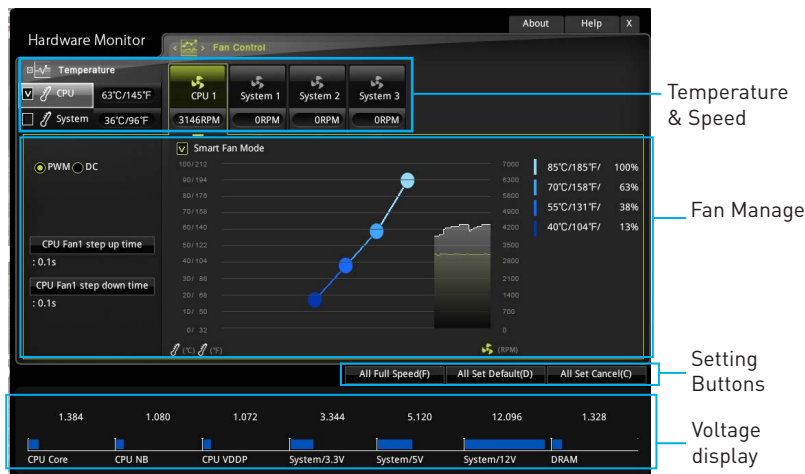 About Help X
Hardware Monitor
Fan Control
Temperature
V CPU 63℃/145℉
System 36℃/96℉
CPU 1 System 1 System 2 System 3
3146RPM 0RPM 0RPM 0RPM
Temperature
& Speed
V Smart Fan Mode
PWM DC
100/212
90/194
80/176
70/158
60/140
50/122
40/104
30/ 86
20/ 68
10/ 50
0/ 32
(℃) (℉)
7000
6300
5600
4900
4200
3500
2800
2100
1400
700
0
(RPM)
85℃/185℉/ 100%
70℃/158℉/ 63%
55℃/131℉/ 38%
40℃/104℉/ 13%
CPU Fan1 step up time
: 0.1s
CPU Fan1 step down time
: 0.1s
Fan Manage
All Full Speed(F) All Set Default(D) All Set Cancel(C)
Setting
Buttons
1.384 1.080 1.072 3.344 5.120 12.096 1.328
CPU Core CPU NB CPU VDDP System/3.3V System/5V System/12V DRAM
Voltage
display